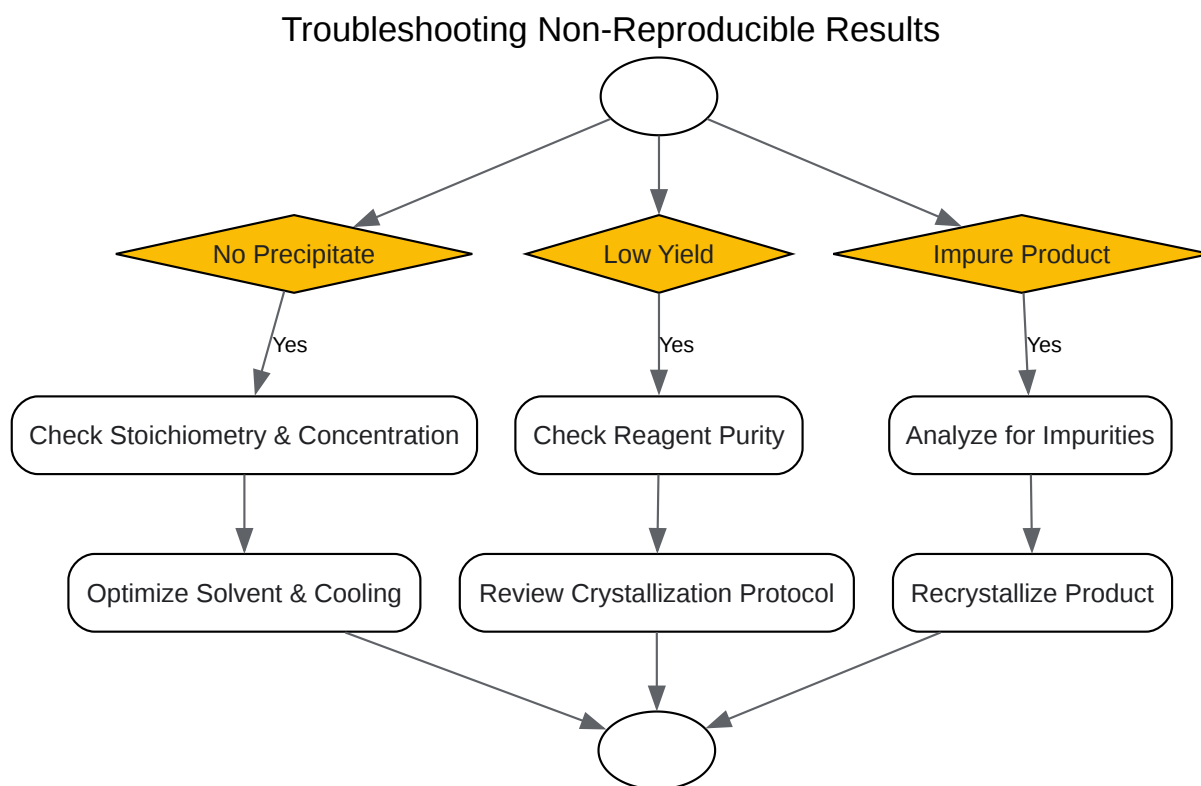 Troubleshooting Non-Reproducible Results
No Precipitate
Low Yield
Impure Product
Yes
Yes
Yes
Check Stoichiometry & Concentration
Check Reagent Purity
Analyze for Impurities
Optimize Solvent & Cooling
Review Crystallization Protocol
Recrystallize Product